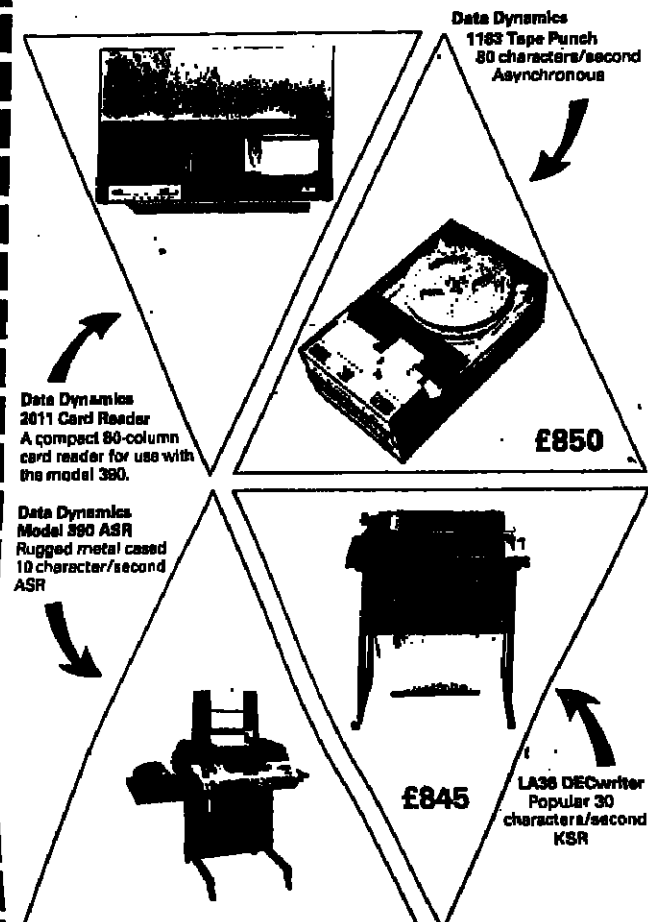 Data Dynamics
1183 Tape Punch
80 characters/second
Asynchronous
Data Dynamics
2011 Card Reader
A compact 80-column
card reader for use with
the model 390.
£850
Data Dynamics
Model 390 ASR
Rugged metal cased
10 character/second
ASR
£845
LA36 DECwriter
Popular 30
characters/second
KSR